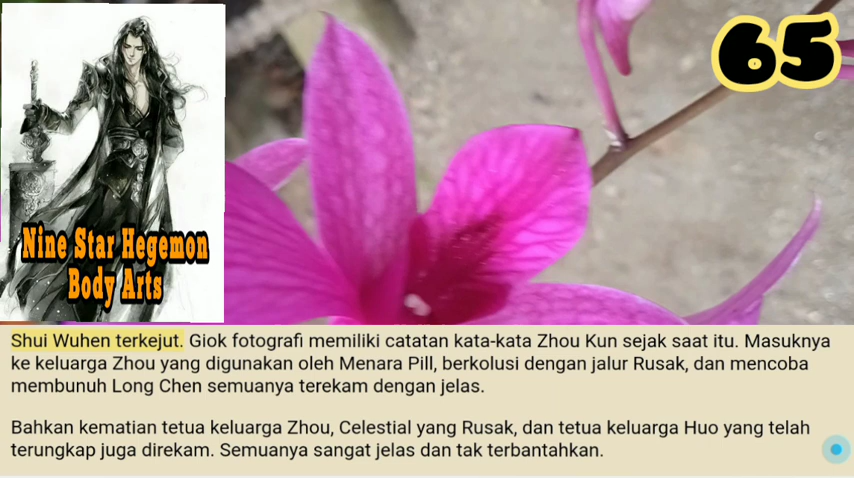 65
Nine Star Hegemon
Body Arts
Shui Wuhen terkejut. Giok fotografi memiliki catatan kata-kata Zhou Kun sejak saat itu. Masuknya
ke keluarga Zhou yang digunakan oleh Menara Pill, berkolusi dengan jalur Rusak, dan mencoba
membunuh Long Chen semuanya terekam dengan jelas.
Bahkan kematian tetua keluarga Zhou, Celestial yang Rusak, dan tetua keluarga Huo yang telah
terungkap juga direkam. Semuanya sangat jelas dan tak terbantahkan.